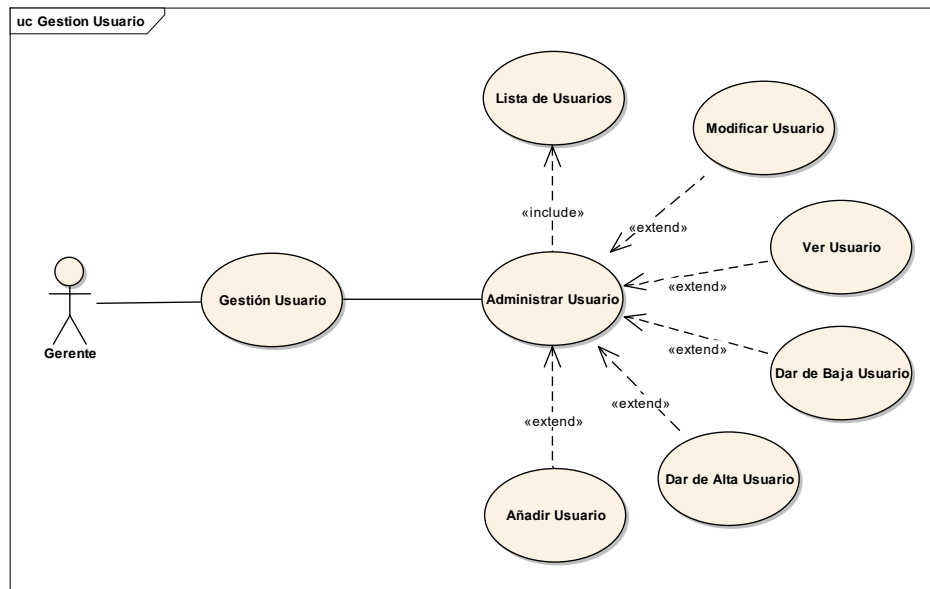 uc Gestion Usuario
Lista de Usuarios
Modificar Usuario
«include»
«extend»
Ver Usuario
«extend»
Gestión Usuario
Administrar Usuario
Gerente
«extend»
Dar de Baja Usuario
«extend»
«extend»
Dar de Alta Usuario
Añadir Usuario